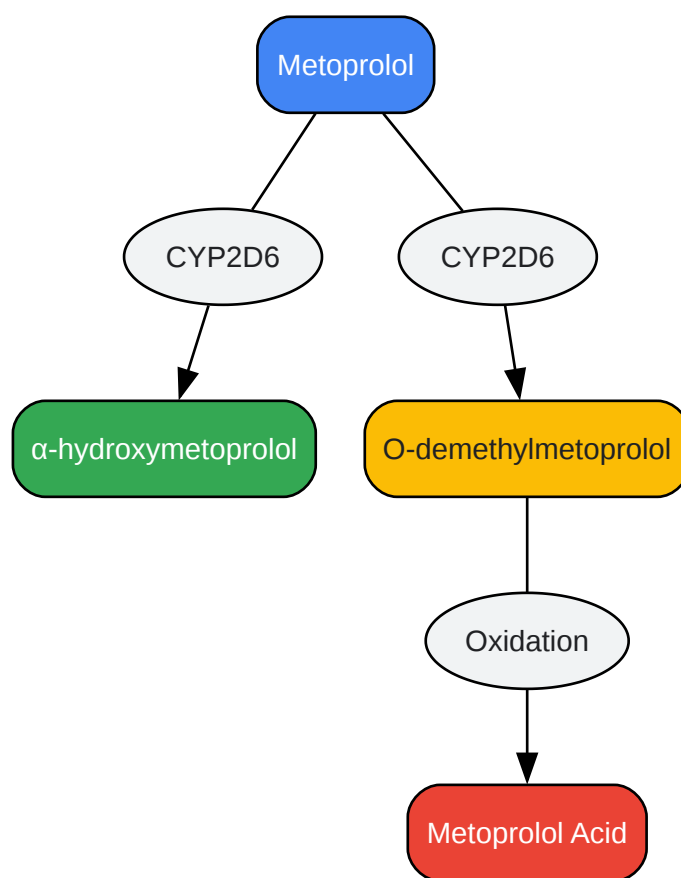 Metoprolol
CYP2D6
CYP2D6
α-hydroxymetoprolol
O-demethylmetoprolol
Oxidation
Metoprolol Acid